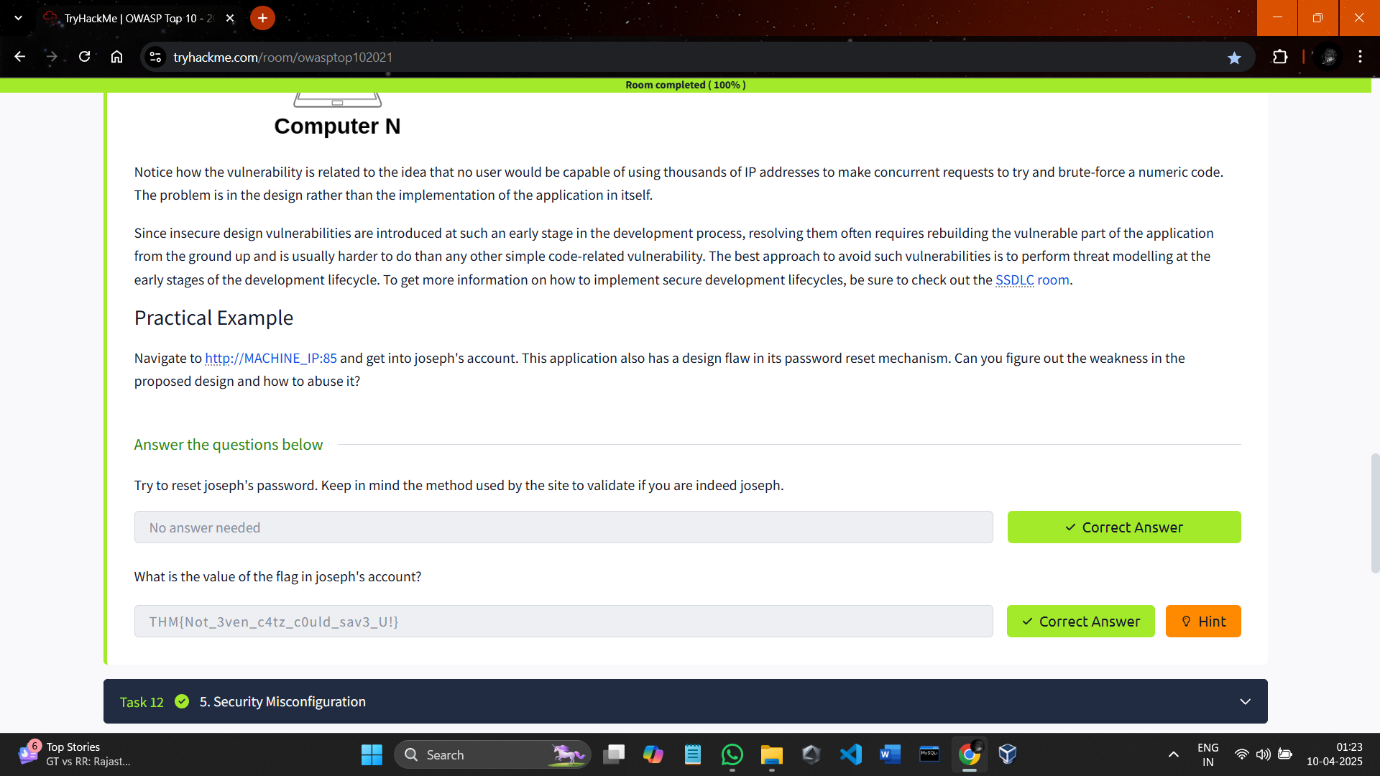 TryHackMe | OWASP Top 10 - 20
tryhackme.com/room/owasptop102021
Room completed ( 100% )
Computer N
Notice how the vulnerability is related to the idea that no user would be capable of using thousands of IP addresses to make concurrent requests to try and brute-force a numeric code.
The problem is in the design rather than the implementation of the application in itself.
Since insecure design vulnerabilities are introduced at such an early stage in the development process, resolving them often requires rebuilding the vulnerable part of the application
from the ground up and is usually harder to do than any other simple code-related vulnerability. The best approach to avoid such vulnerabilities is to perform threat modelling at the
early stages of the development lifecycle. To get more information on how to implement secure development lifecycles, be sure to check out the SSDLC room.
Practical Example
Navigate to http://MACHINE_IP:85 and get into joseph's account. This application also has a design flaw in its password reset mechanism. Can you figure out the weakness in the
proposed design and how to abuse it?
Answer the questions below
Try to reset joseph's password. Keep in mind the method used by the site to validate if you are indeed joseph.
No answer needed
Correct Answer
What is the value of the flag in joseph's account?
THM{Not_3ven_c4tz_c0uld_sav3_U!}
Correct Answer
Hint
Task 12
5. Security Misconfiguration
6
Top Stories
GT vs RR: Rajast...
Search
MySQL
ENG
IN
01:23
10-04-2025